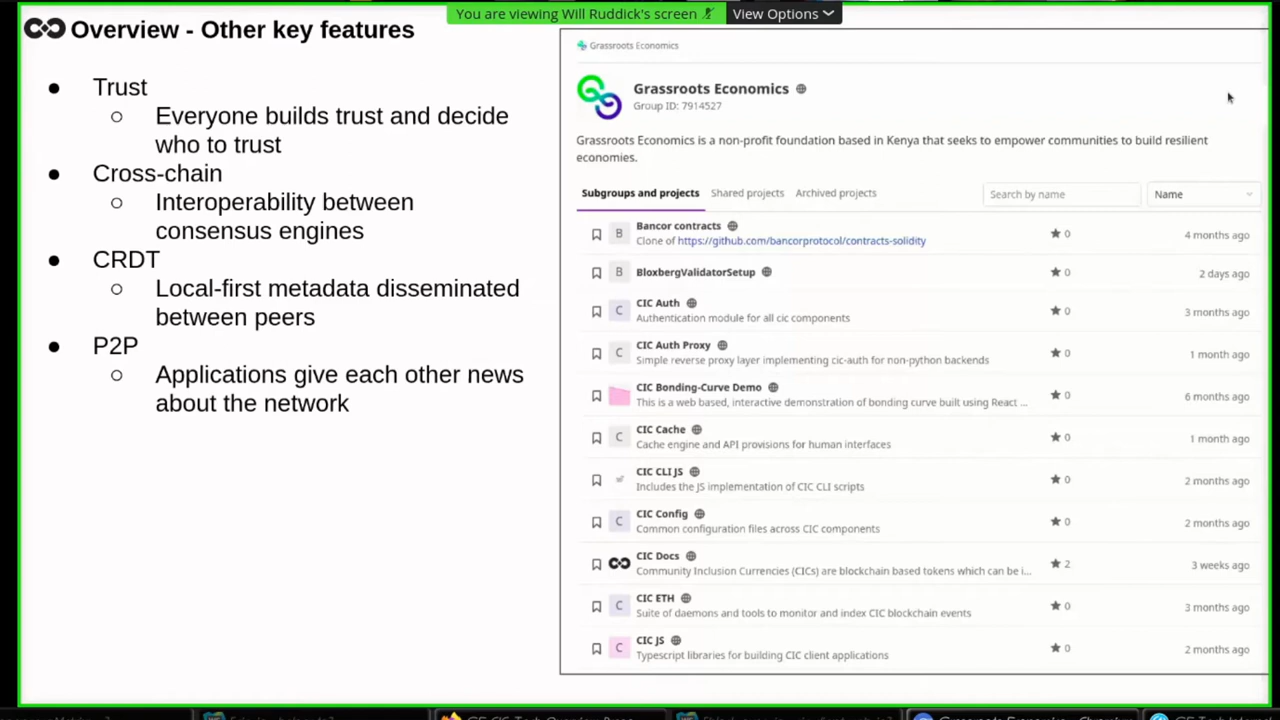 You are viewing Will Ruddick's screen
View Options
Overview - Other key features
● Trust
○ Everyone builds trust and decide
who to trust
● Cross-chain
○ Interoperability between
consensus engines
● CRDT
○ Local-first metadata disseminated
between peers
● P2P
○ Applications give each other news
about the network
Grassroots Economics
Grassroots Economics
Group ID: 7914527
Grassroots Economics is a non-profit foundation based in Kenya that seeks to empower communities to build resilient
economies.
Subgroups and projects Shared projects Archived projects Search by name Name
B Bancor contracts ★ 0 4 months ago
Clone of https://github.com/bancorprotocol/contracts-solidity
B BloxbergValidatorSetup ★ 0 2 days ago
C CIC Auth ★ 0 3 months ago
Authentication module for all cic components
C CIC Auth Proxy ★ 0 1 month ago
Simple reverse proxy layer implementing cic-auth for non-python backends
CIC Bonding-Curve Demo ★ 0 6 months ago
This is a web based, interactive demonstration of bonding curve built using React ...
C CIC Cache ★ 0 1 month ago
Cache engine and API provisions for human interfaces
CIC CLI JS ★ 0 2 months ago
Includes the JS implementation of CIC CLI scripts
C CIC Config ★ 0 2 months ago
Common configuration files across CIC components
CIC Docs ★ 2 3 weeks ago
Community Inclusion Currencies (CICs) are blockchain based tokens which can be i...
C CIC ETH ★ 0 3 months ago
Suite of daemons and tools to monitor and index CIC blockchain events
C CIC JS ★ 0 2 months ago
Typescript libraries for building CIC client applications